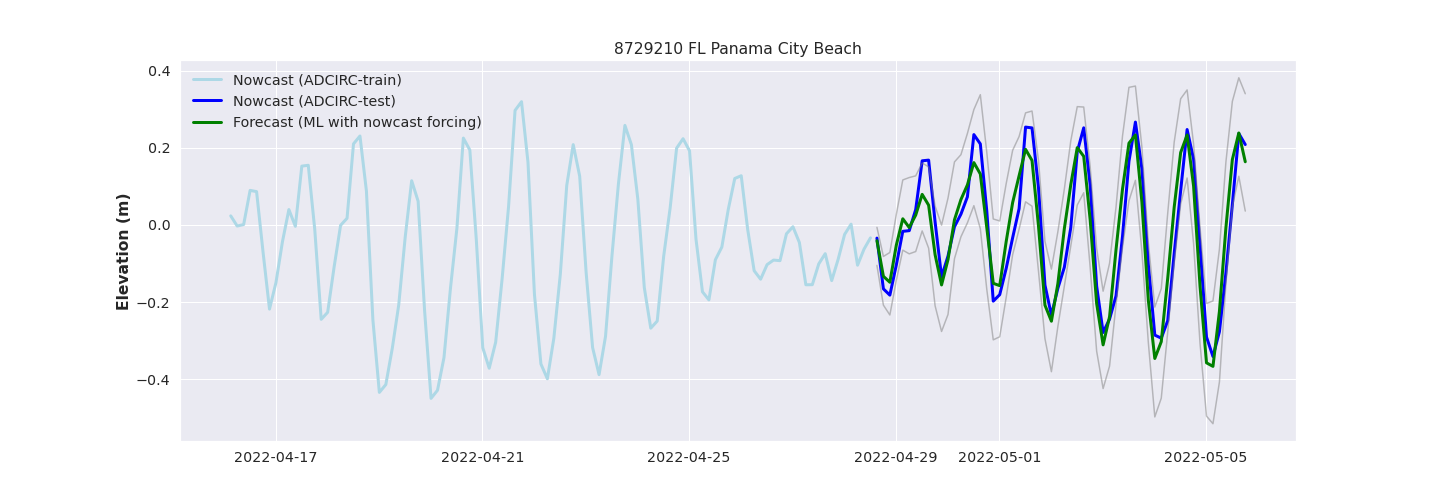 8729210 FL Panama City Beach
Nowcast (ADCIRC-train)
Nowcast (ADCIRC-test)
Forecast (ML with nowcast forcing)
Elevation (m)
0.4
0.2
0.0
−0.2
−0.4
2022-04-17 2022-04-21 2022-04-25 2022-04-29 2022-05-01 2022-05-05